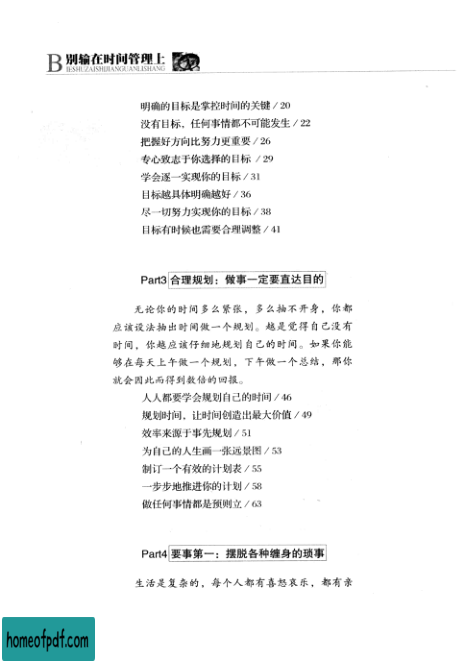 B别输在时间管理上
IESHUZAISHIJIANGUANLISHANG
明确的目标是掌控时间的关键/20
没有目标，任何事情都不可能发生/22
把握好方向比努力更重要/26
专心致志于你选择的目标/29
学会逐一实现你的目标/31
目标越具体明确越好/36
尽一切努力实现你的目标/38
目标有时候也需要合理调整/41
Part3 合理规划：做事一定要直达目的
无论你的时间多么紧张，多么抽不开身，你都
应该设法抽出时间做一个规划。越是觉得自己没有
时间，你越应该仔细地规划自己的时间。如果你能
够在每天上午做一个规划，下午做一个总结，那你
就会因此而得到数倍的回报。
人人都要学会规划自己的时间/46
规划时间，让时间创造出最大价值/49
效率来源于事先规划/51
为自己的人生画一张远景图/53
制订一个有效的计划表/55
一步步地推进你的计划/58
做任何事情都是预则立/63
Part4 要事第一：摆脱各种缠身的琐事
生活是复杂的，每个人都有喜怒哀乐，都有亲
homeofpdf.com